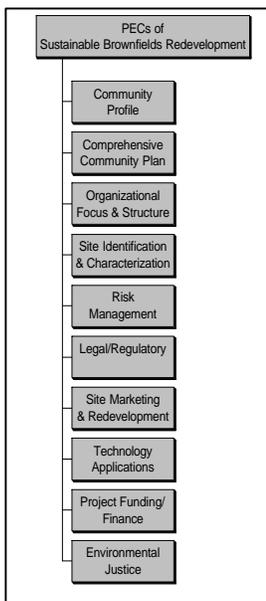 PECs of
Sustainable Brownfields Redevelopment
Community
Profile
Comprehensive
Community Plan
Organizational
Focus & Structure
Site Identification
& Characterization
Risk
Management
Legal/Regulatory
Site Marketing
& Redevelopment
Technology
Applications
Project Funding/
Finance
Environmental
Justice